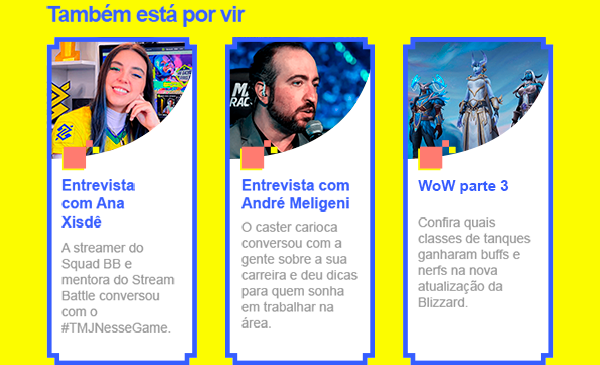 Também está por vir
Entrevista
com Ana
Xisdê
A streamer do
Squad BB e
mentora do Stream
Battle conversou
com o
#TMJNesseGame.
Entrevista com
André Meligeni
O caster carioca
conversou com a
gente sobre a sua
carreira e deu dicas
para quem sonha
em trabalhar na
área.
WoW parte 3
Confira quais
classes de tanques
ganharam buffs e
nerfs na nova
atualização da
Blizzard.